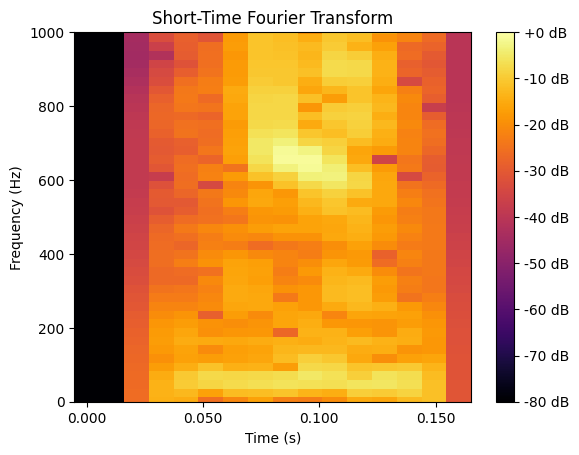 Short-Time Fourier Transform
1000
800
600
400
200
0
Frequency (Hz)
0.000
0.050
0.100
0.150
Time (s)
+0 dB
-10 dB
-20 dB
-30 dB
-40 dB
-50 dB
-60 dB
-70 dB
-80 dB